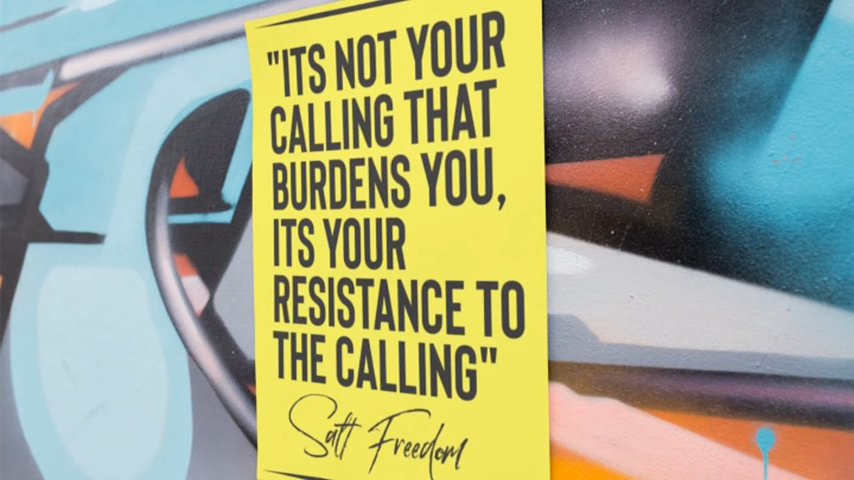 "ITS NOT YOUR
CALLING THAT
BURDENS YOU,
ITS YOUR
RESISTANCE TO
THE CALLING"
Salt Freedom